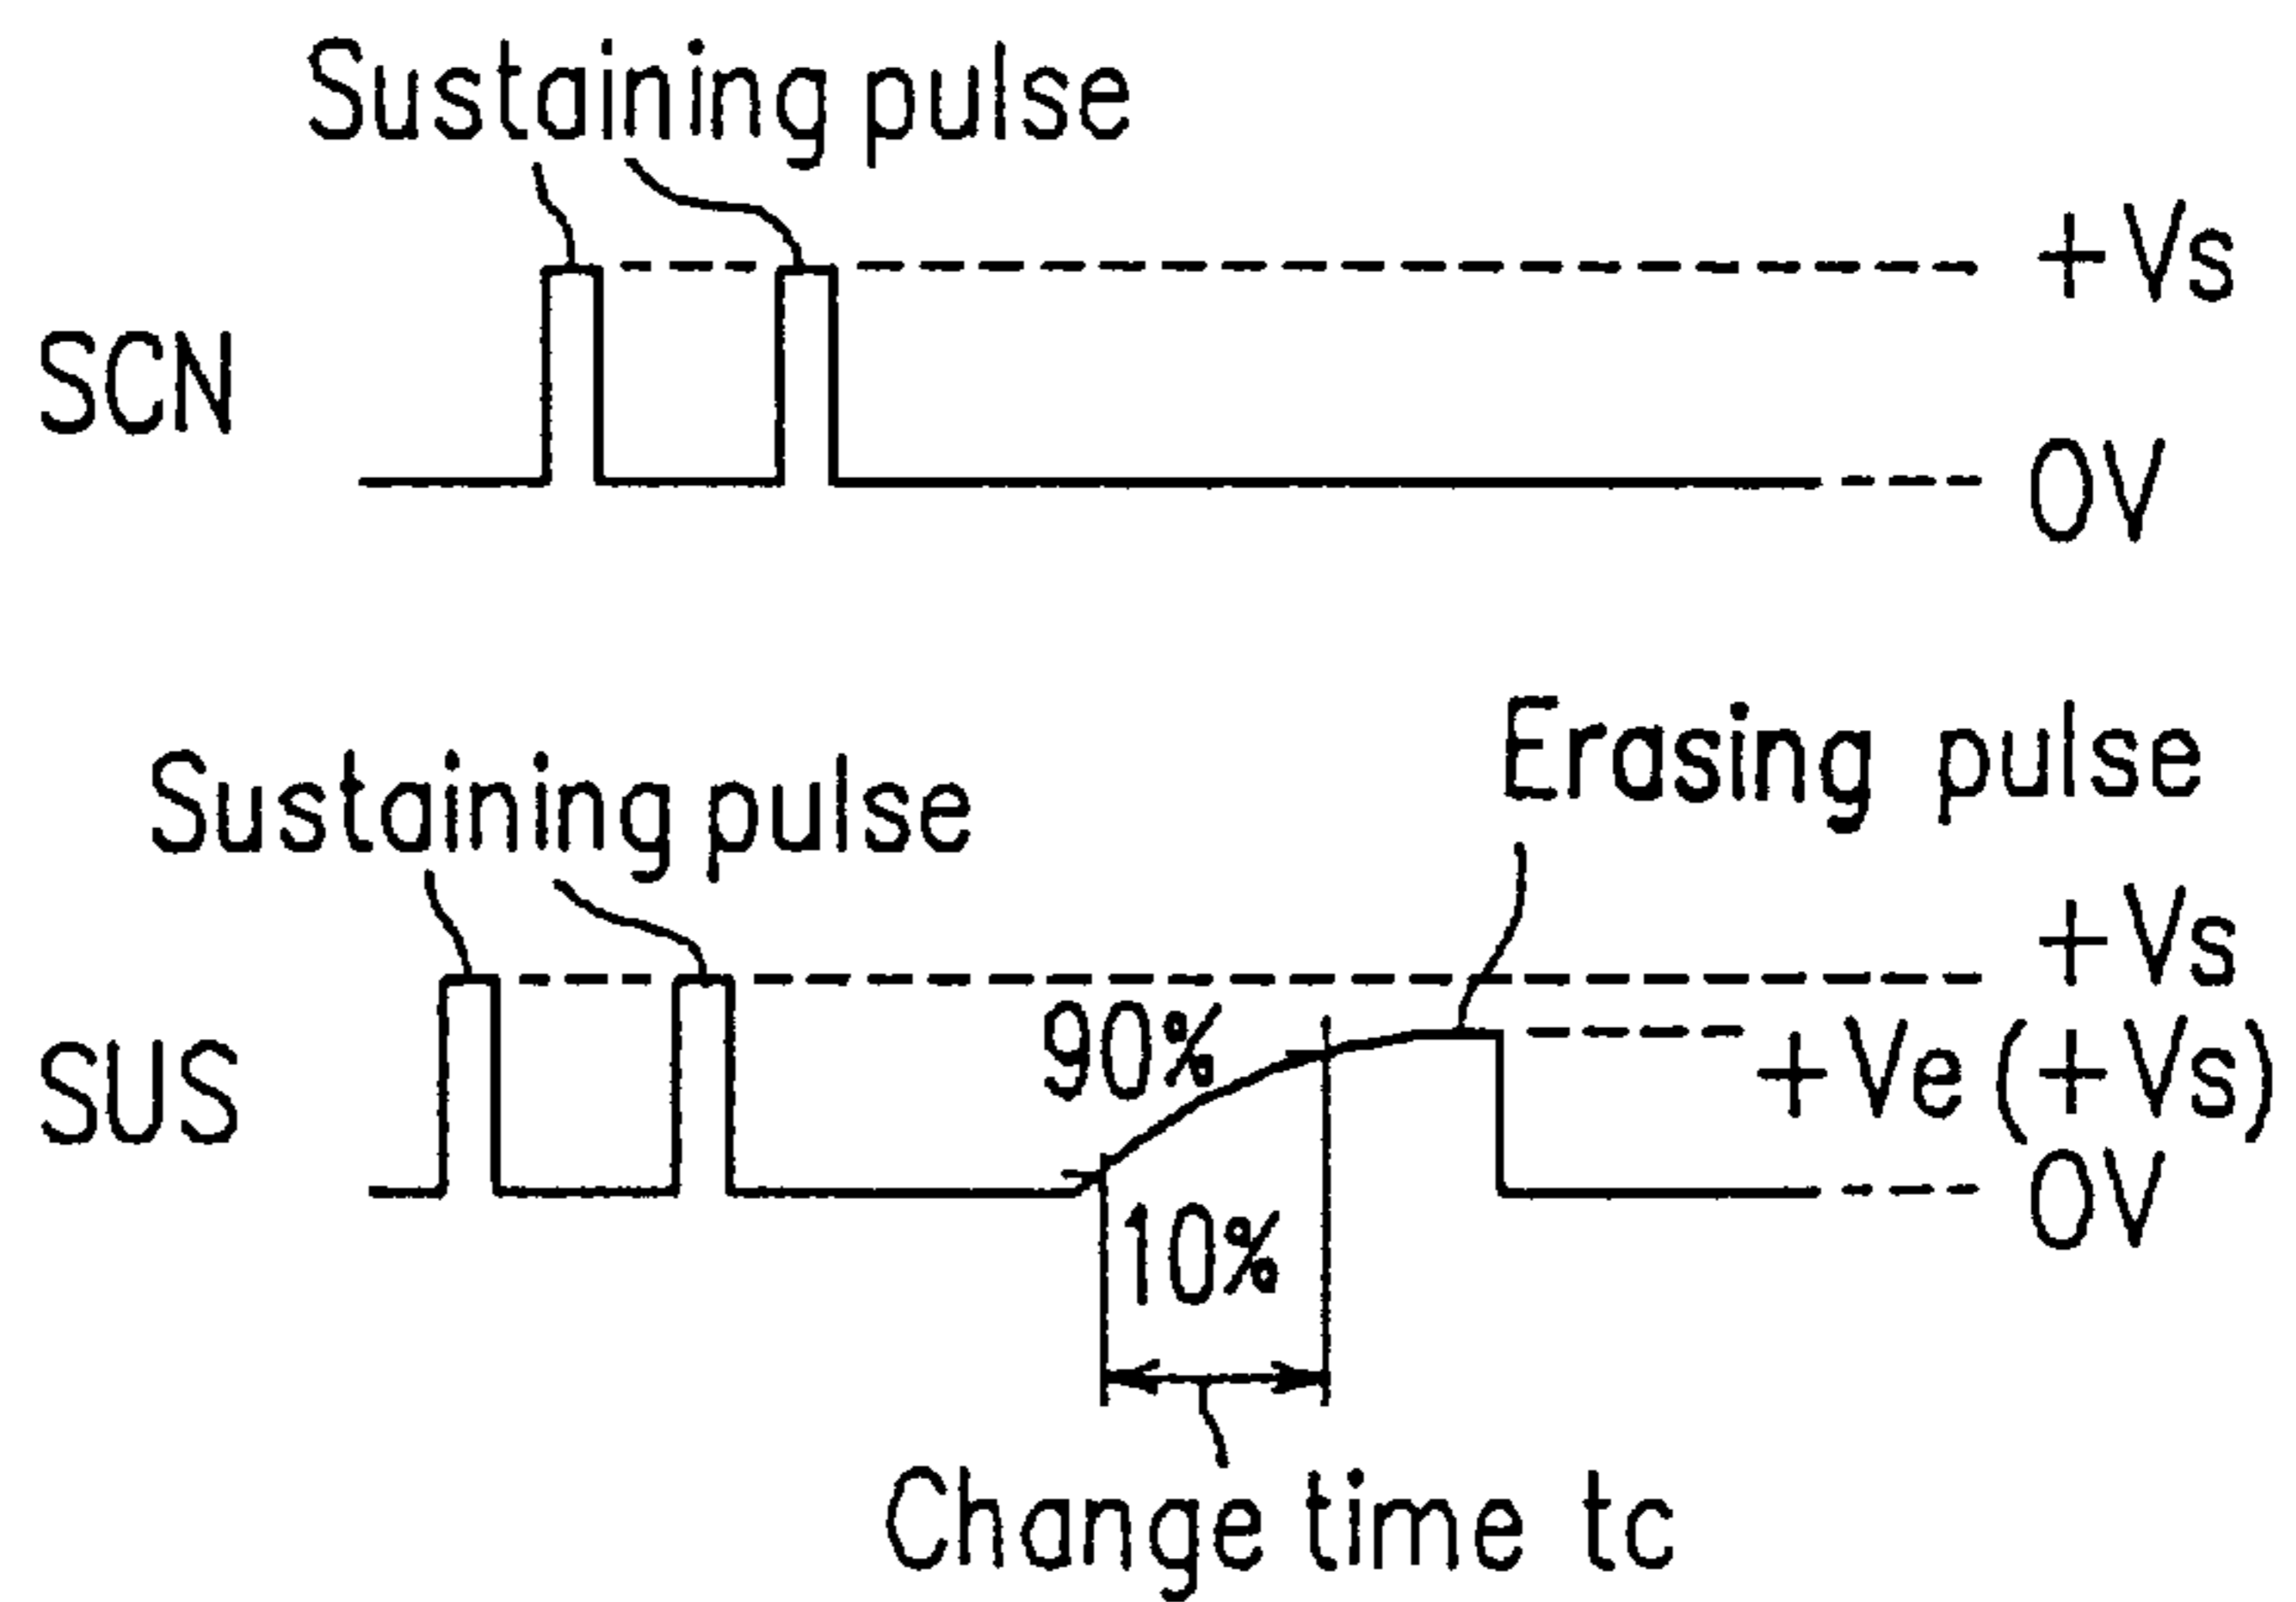 Sustaining pulse
+Vs
SCN
0V
Erasing pulse
Sustaining pulse
+Vs
90%
SUS
+Ve (+Vs)
0V
10%
Change time tc